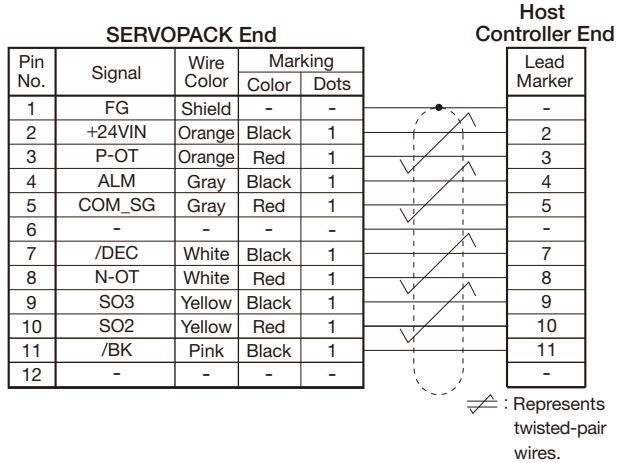 SERVOPACK End
Host
Controller End
Pin No. Signal Wire Color Marking Color Dots Lead Marker
1 FG Shield - - -
2 +24VIN Orange Black 1 2
3 P-OT Orange Red 1 3
4 ALM Gray Black 1 4
5 COM_SG Gray Red 1 5
6 - - - - -
7 /DEC White Black 1 7
8 N-OT White Red 1 8
9 SO3 Yellow Black 1 9
10 SO2 Yellow Red 1 10
11 /BK Pink Black 1 11
12 - - - - -
: Represents
twisted-pair
wires.